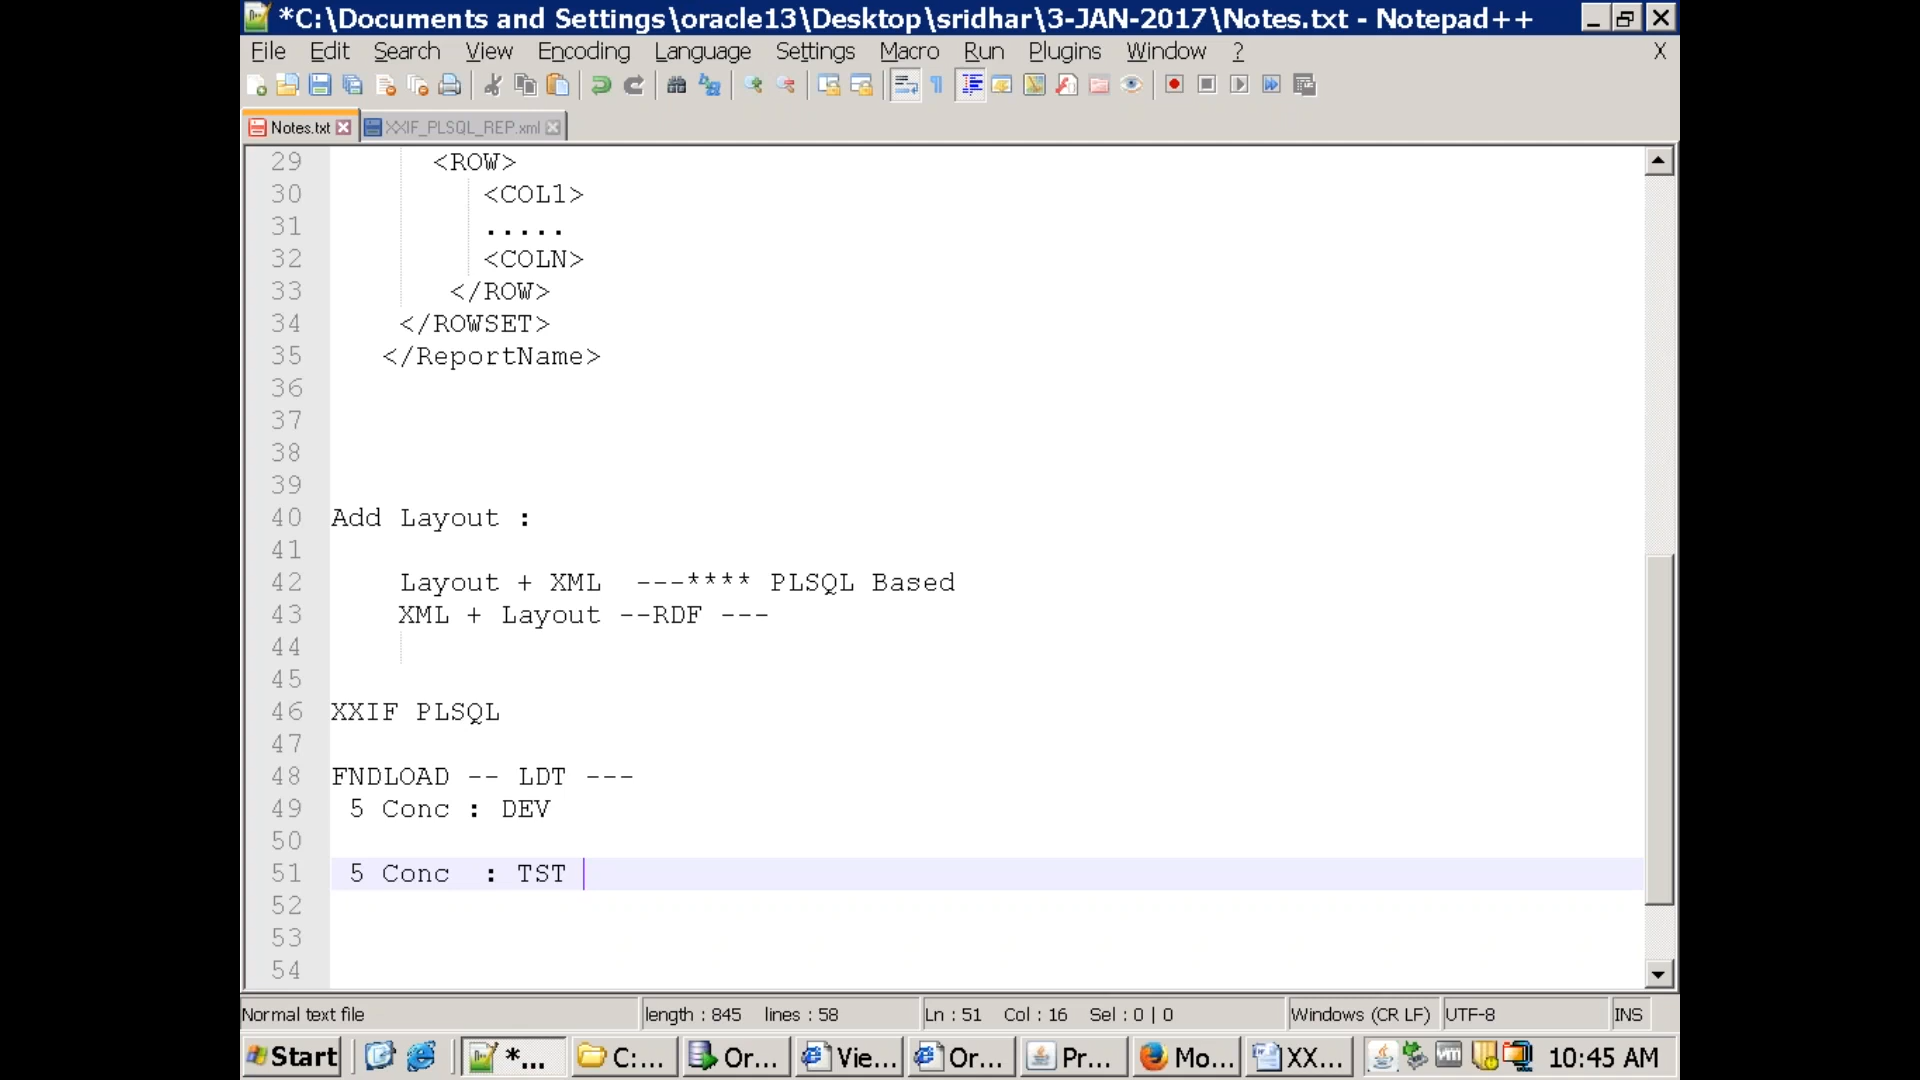 *C:\Documents and Settings\oracle13\Desktop\sridhar\3-JAN-2017\Notes.txt - Notepad++
File Edit Search View Encoding Language Settings Macro Run Plugins Window ? X
Notes.txt XXIF_PLSQL_REP.xml
29 <ROW>
30 <COL1>
31 .....
32 <COLN>
33 </ROW>
34 </ROWSET>
35 </ReportName>
36
37
38
39
40 Add Layout :
41
42 Layout + XML ---**** PLSQL Based
43 XML + Layout --RDF ---
44
45
46 XXIF PLSQL
47
48 FNDLOAD -- LDT ---
49 5 Conc : DEV
50
51 5 Conc : TST
52
53
54
Normal text file length : 845 lines : 58 Ln : 51 Col : 16 Sel : 0 | 0 Windows (CR LF) UTF-8 INS
Start *... C:... Or... Vie... Or... Pr... Mo... XX... 10:45 AM